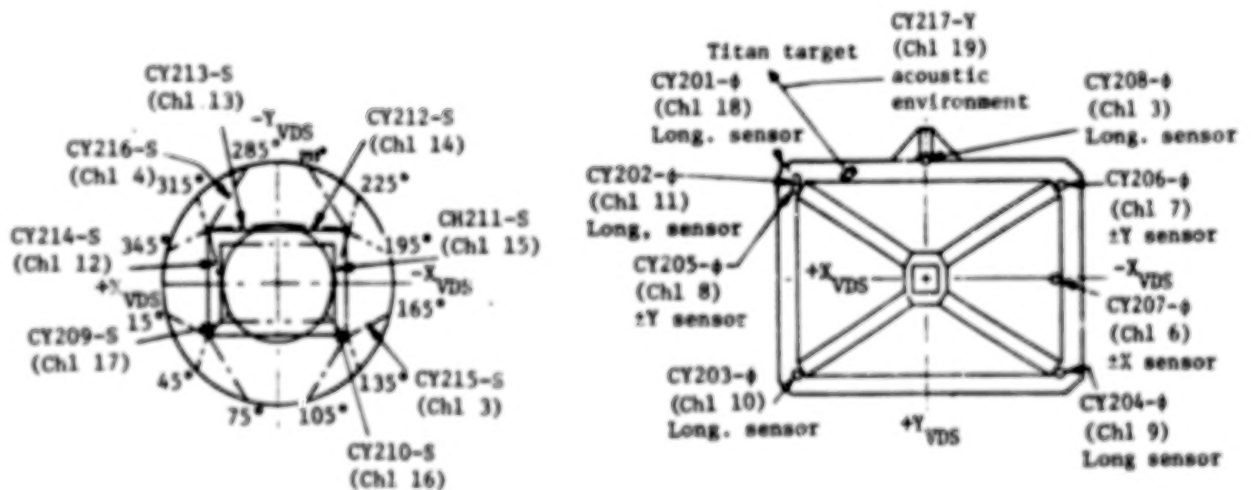 CY213-S
(Chl 13)
-Y VDS
285°
CY212-S
(Chl 14)
CY216-S
(Chl 4)
315°
225°
CY214-S
(Chl 12)
345°
195°
CH211-S
(Chl 15)
VDS
-X VDS
15°
165°
CY209-S
(Chl 17)
45°
75°
105°
135°
CY215-S
(Chl 3)
CY210-S
(Chl 16)
Titan target
CY217-Y
(Chl 19)
acoustic
environment
CY201-ϕ
(Chl 18)
Long. sensor
CY208-ϕ
(Chl 3)
Long. sensor
CY202-ϕ
(Chl 11)
Long, sensor
CY206-ϕ
(Chl 7)
±Y sensor
CY205-ϕ
(Chl 8)
±Y sensor
+X VDS
-X VDS
CY207-ϕ
(Chl 6)
±X sensor
CY203-ϕ
(Chl 10)
Long. sensor
+Y VDS
CY204-ϕ
(Chl 9)
Long sensor